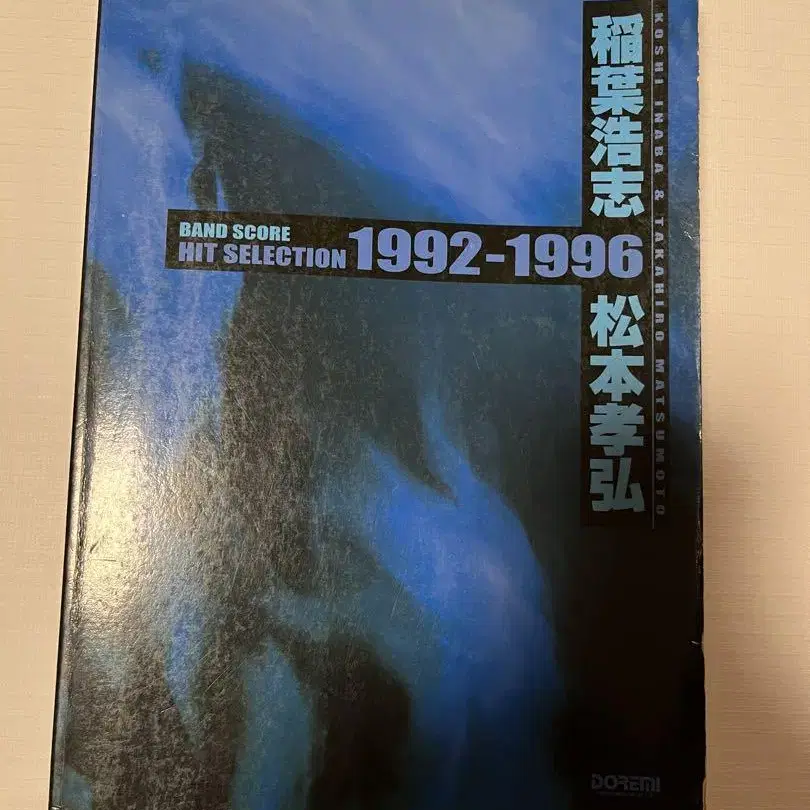 稲葉浩志
KOSHI INABA & TAKAHIRO MATSUMOTO
BAND SCORE
HIT SELECTION 1992-1996
松本孝弘
DOREMI